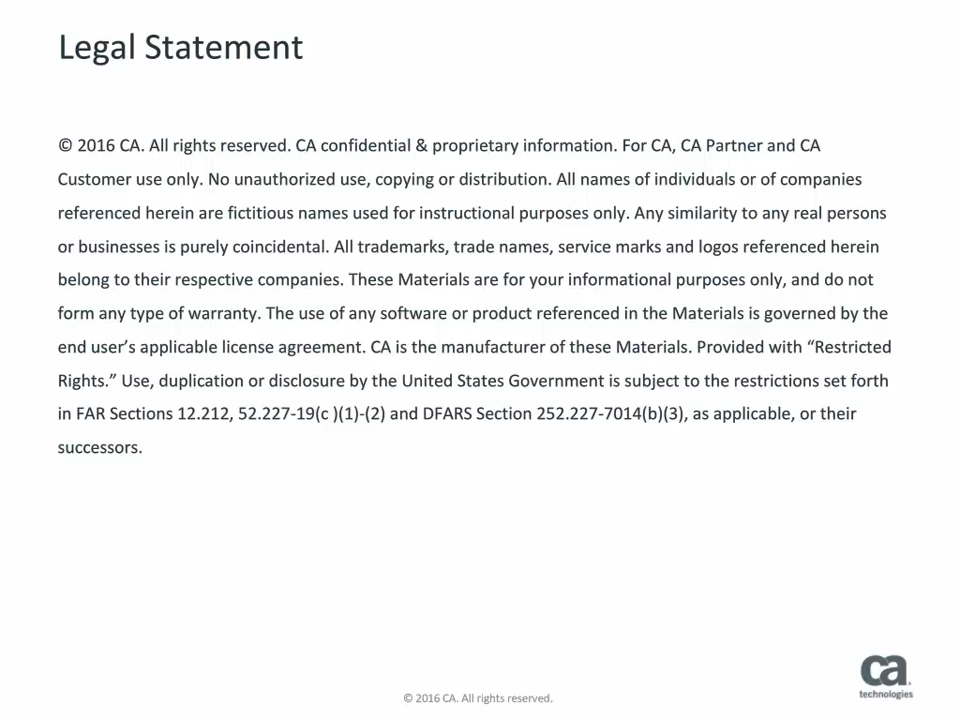 Legal Statement
© 2016 CA. All rights reserved. CA confidential & proprietary information. For CA, CA Partner and CA
Customer use only. No unauthorized use, copying or distribution. All names of individuals or of companies
referenced herein are fictitious names used for instructional purposes only. Any similarity to any real persons
or businesses is purely coincidental. All trademarks, trade names, service marks and logos referenced herein
belong to their respective companies. These Materials are for your informational purposes only, and do not
form any type of warranty. The use of any software or product referenced in the Materials is governed by the
end user’s applicable license agreement. CA is the manufacturer of these Materials. Provided with “Restricted
Rights.” Use, duplication or disclosure by the United States Government is subject to the restrictions set forth
in FAR Sections 12.212, 52.227-19(c )(1)-(2) and DFARS Section 252.227-7014(b)(3), as applicable, or their
successors.
ca
technologies
© 2016 CA. All rights reserved.